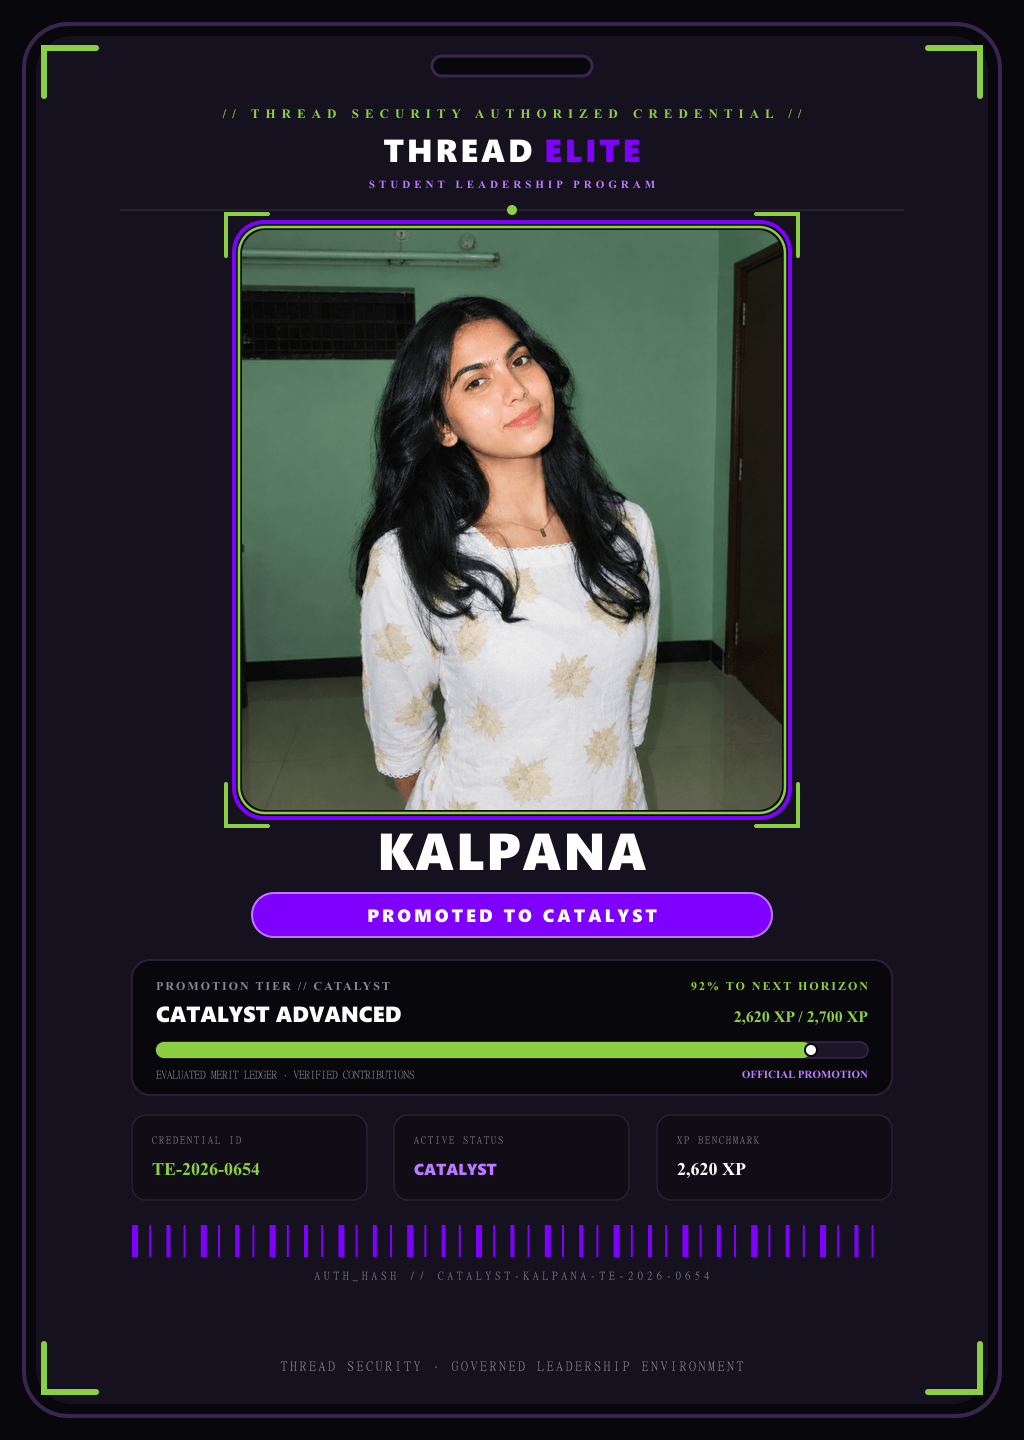 // THREAD SECURITY AUTHORIZED CREDENTIAL //
THREAD ELITE
STUDENT LEADERSHIP PROGRAM
KALPANA
PROMOTED TO CATALYST
PROMOTION TIER // CATALYST
92% TO NEXT HORIZON
CATALYST ADVANCED
2,620 XP / 2,700 XP
EVALUATED MERIT LEDGER · VERIFIED CONTRIBUTIONS
OFFICIAL PROMOTION
CREDENTIAL ID
TE-2026-0654
ACTIVE STATUS
CATALYST
XP BENCHMARK
2,620 XP
AUTH_HASH // CATALYST-KALPANA-TE-2026-0654
THREAD SECURITY · GOVERNED LEADERSHIP ENVIRONMENT